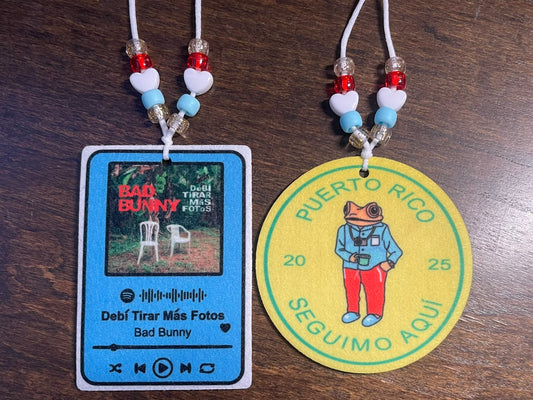 BAD
BUNNY
DeBÍ
TiRAR
MáS
FOToS
Debí Tirar Más Fotos
Bad Bunny
PUERTO RICO
20 25
SEGUIMO AQUÍ